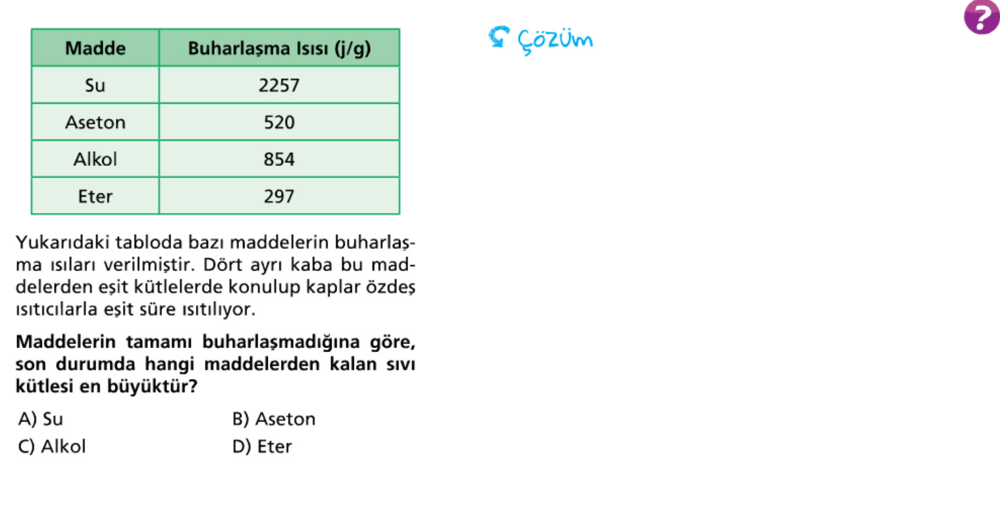 Madde Buharlaşma Isısı (j/g)
Su 2257
Aseton 520
Alkol 854
Eter 297
Yukarıdaki tabloda bazı maddelerin buharlaş-
ma ısıları verilmiştir. Dört ayrı kaba bu mad-
delerden eşit kütlelerde konulup kaplar özdeş
ısıtıcılarla eşit süre ısıtılıyor.
Maddelerin tamamı buharlaşmadığına göre,
son durumda hangi maddelerden kalan sıvı
kütlesi en büyüktür?
A) Su B) Aseton
C) Alkol D) Eter
Çözüm
?